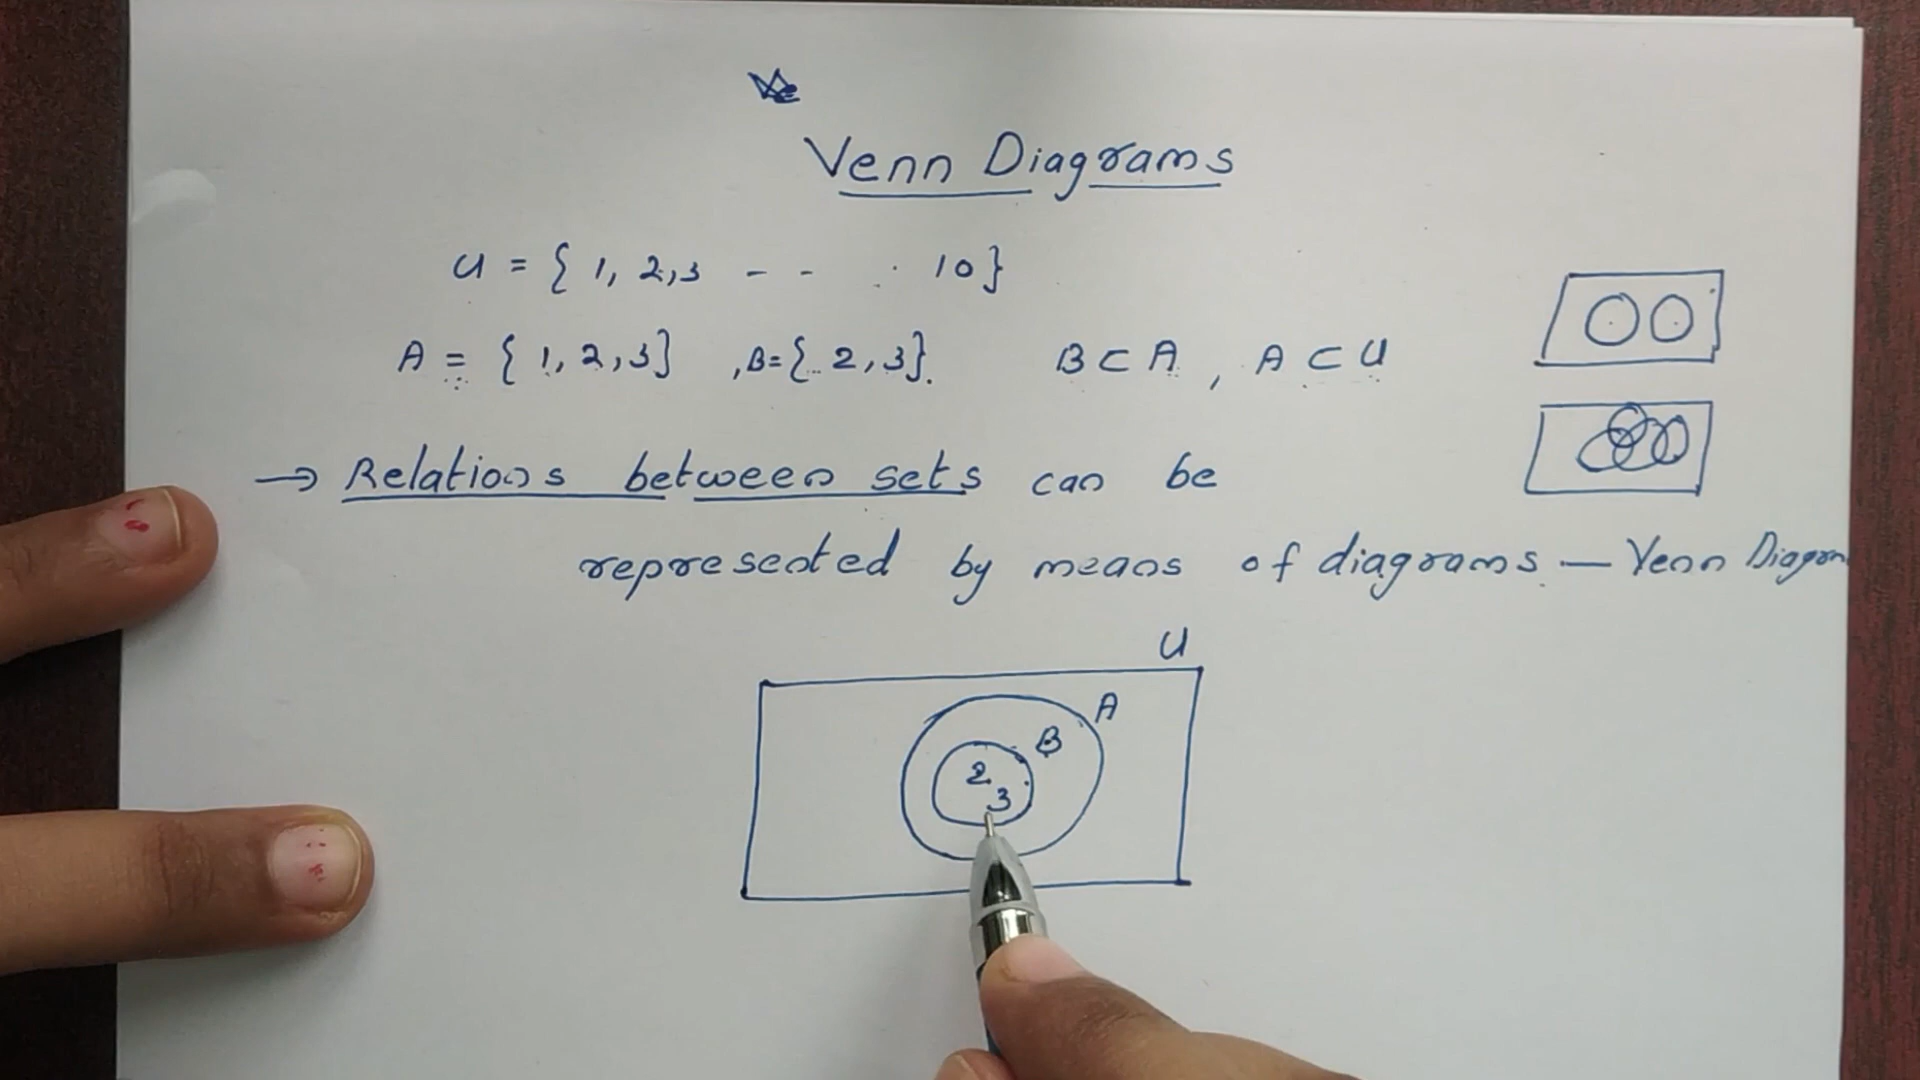 Venn Diagrams
U = { 1, 2, 3 - - . 10}
A = { 1, 2, 3} , B = { 2, 3}. B ⊂ A , A ⊂ U
→ Relations between sets can be
represented by means of diagrams. — Venn Diagram
U
A
B
2
3